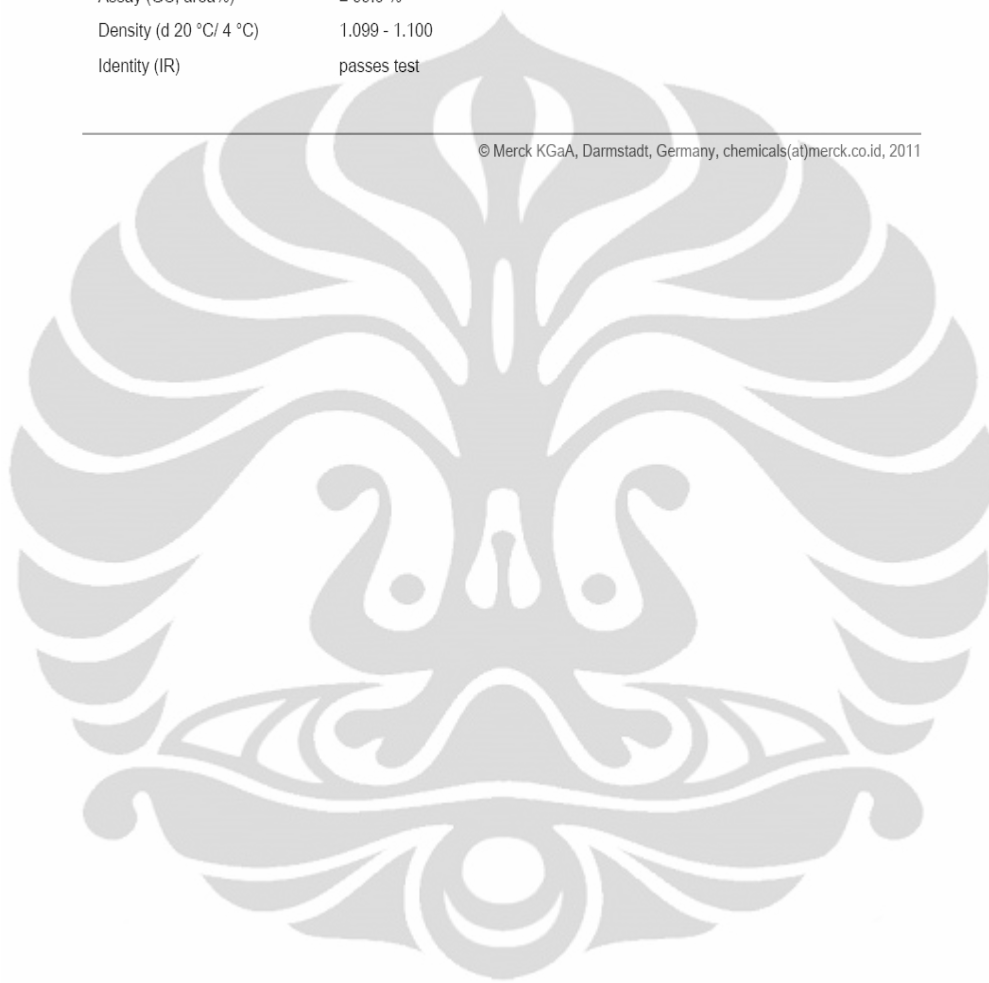 Density (d 20 °C/ 4 °C) 1.099 - 1.100
Identity (IR) passes test
© Merck KGaA, Darmstadt, Germany, chemicals(at)merck.co.id, 2011